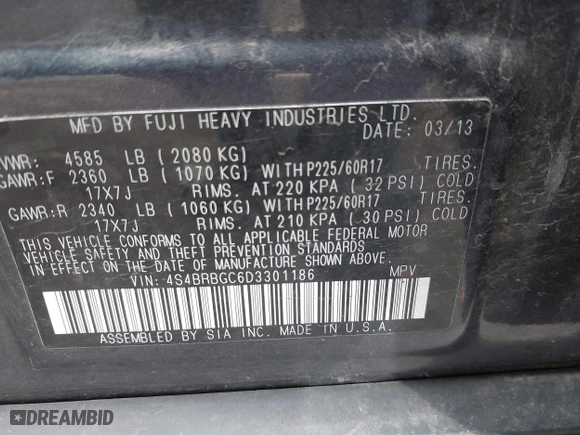 MFD BY FUJI HEAVY INDUSTRIES LTD.
DATE: 03/13
VWR: 4585 LB (2080 KG)
GAWR:F 2360 LB (1070 KG) WITH P225/60R17 TIRES.
17X7J RIMS. AT 220 KPA (32 PSI) COLD
GAWR:R 2340 LB (1060 KG) WITH P225/60R17 TIRES.
17X7J RIMS. AT 210 KPA (30 PSI) COLD
THIS VEHICLE CONFORMS TO ALL APPLICABLE FEDERAL MOTOR
VEHICLE SAFETY AND THEFT PREVENTION STANDARDS
IN EFFECT ON THE DATE OF MANUFACTURE SHOWN ABOVE.
VIN: 4S4BRBGC6D3301186 MPV
ASSEMBLED BY SIA INC. MADE IN U.S.A.
DREAMBID